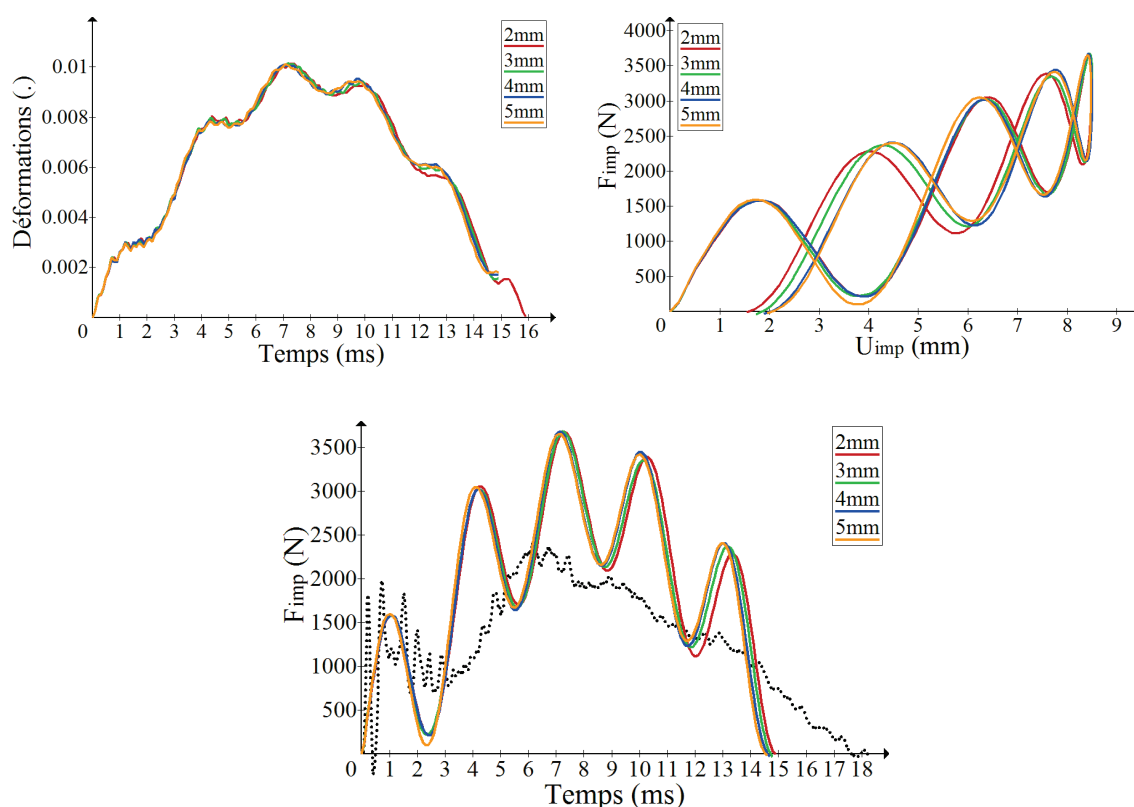 Déformations (.)
0.01
0.008
0.006
0.004
0.002
0 1 2 3 4 5 6 7 8 9 10 11 12 13 14 15 16
Temps (ms)
2mm
3mm
4mm
5mm
F imp (N)
4000
3500
3000
2500
2000
1500
1000
500
0 1 2 3 4 5 6 7 8 9
U imp (mm)
2mm
3mm
4mm
5mm
F imp (N)
3500
3000
2500
2000
1500
1000
500
0 1 2 3 4 5 6 7 8 9 10 11 12 13 14 15 16 17 18
Temps (ms)
2mm
3mm
4mm
5mm